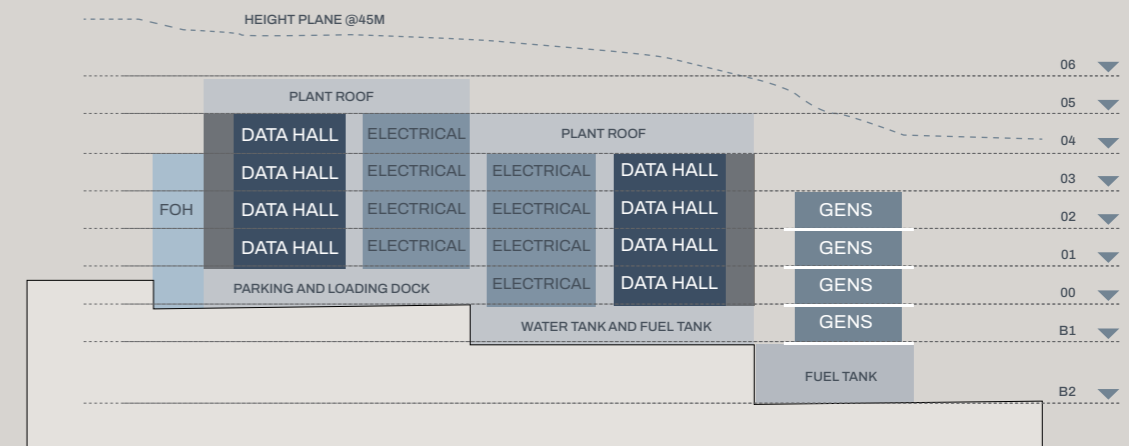 HEIGHT PLANE @45M
06
PLANT ROOF
05
DATA HALL ELECTRICAL PLANT ROOF
04
DATA HALL ELECTRICAL ELECTRICAL DATA HALL
03
FOH DATA HALL ELECTRICAL ELECTRICAL DATA HALL GENS
02
DATA HALL ELECTRICAL ELECTRICAL DATA HALL GENS
01
PARKING AND LOADING DOCK ELECTRICAL DATA HALL GENS
00
WATER TANK AND FUEL TANK GENS
B1
FUEL TANK
B2